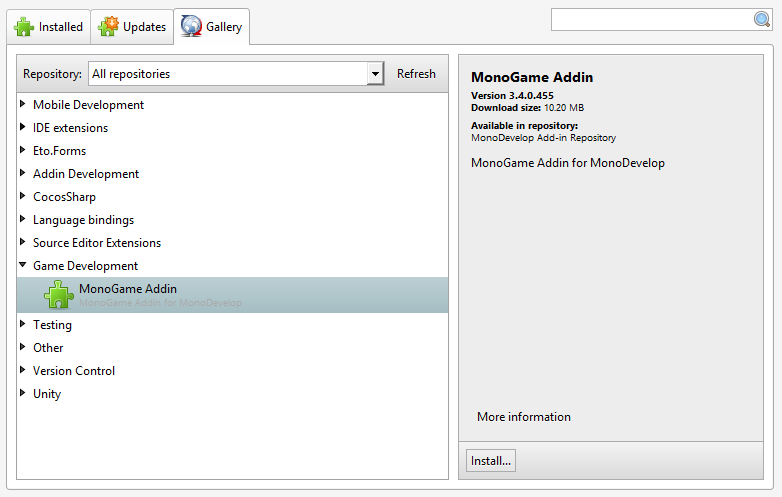 Installed
Updates
Gallery
Repository:
All repositories
Refresh
Mobile Development
IDE extensions
Eto.Forms
Addin Development
CocosSharp
Language bindings
Source Editor Extensions
Game Development
MonoGame Addin
MonoGame Addin for MonoDevelop
Testing
Other
Version Control
Unity
MonoGame Addin
Version 3.4.0.455
Download size: 10.20 MB
Available in repository:
MonoDevelop Add-in Repository
MonoGame Addin for MonoDevelop
More information
Install...